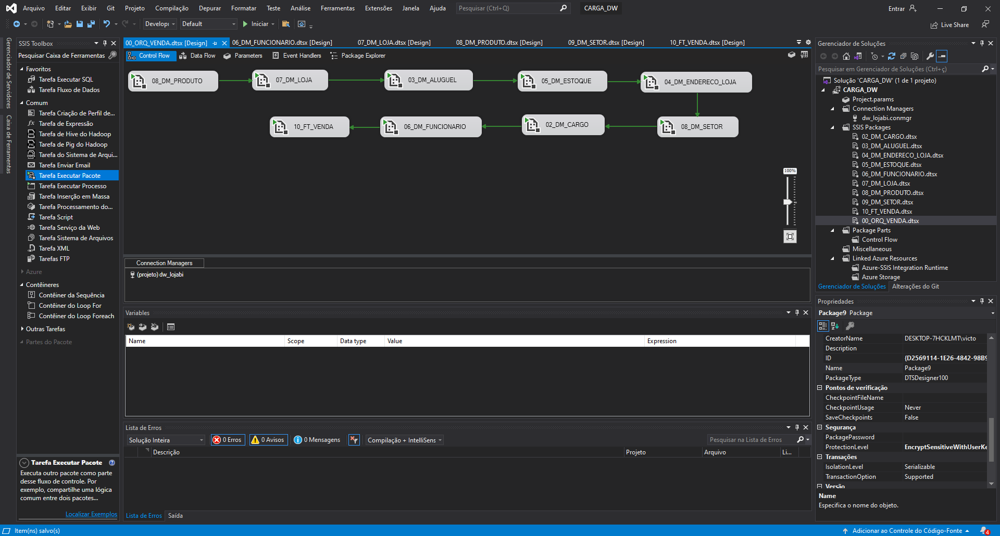 Arquivo Editar Exibir Git Projeto Compilação Depurar Formatar Teste Análise Ferramentas Extensões Janela Ajuda Pesquisar (Ctrl+Q) CARGA_DW Entrar
Developi Default Iniciar Live Share
Gerenciador de Servidores
Caixa de Ferramentas
SSIS Toolbox
Pesquisar Caixa de Ferramentas
Favoritos
Tarefa Executar SQL
Tarefa Fluxo de Dados
Comum
Tarefa Criação de Perfil de...
Tarefa de Expressão
Tarefa de Hive do Hadoop
Tarefa de Pig do Hadoop
Tarefa do Sistema de Arqui...
Tarefa Enviar Email
Tarefa Executar Pacote
Tarefa Executar Processo
Tarefa Inserção em Massa
Tarefa Processamento do...
Tarefa Script
Tarefa Serviço da Web
Tarefa Sistema de Arquivos
Tarefa XML
Tarefas FTP
Azure
Contêineres
Contêiner da Sequência
Contêiner do Loop For
Contêiner do Loop Foreach
Outras Tarefas
Partes do Pacote
Tarefa Executar Pacote
Executa outro pacote como parte
desse fluxo de controle. Por
exemplo, compartilhe uma lógica
comum entre dois pacotes...
Localizar Exemplos
00_ORQ_VENDA.dtsx [Design] 06_DM_FUNCIONARIO.dtsx [Design] 07_DM_LOJA.dtsx [Design] 08_DM_PRODUTO.dtsx [Design] 09_DM_SETOR.dtsx [Design] 10_FT_VENDA.dtsx [Design]
Control Flow Data Flow Parameters Event Handlers Package Explorer
08_DM_PRODUTO 07_DM_LOJA 03_DM_ALUGUEL 05_DM_ESTOQUE 04_DM_ENDERECO_LOJA
10_FT_VENDA 06_DM_FUNCIONARIO 02_DM_CARGO 08_DM_SETOR
100%
Connection Managers
(projeto) dw_lojabi
Variables
Name Scope Data type Value Expression
Lista de Erros
Solução Inteira 0 Erros 0 Avisos 0 Mensagens Compilação + IntelliSens Pesquisar na Lista de Erros
Descrição Projeto Arquivo Li...
Lista de Erros Saída
Gerenciador de Soluções
Pesquisar em Gerenciador de Soluções (Ctrl+ç)
Solução 'CARGA_DW' (1 de 1 projeto)
CARGA_DW
Project.params
Connection Managers
dw_lojabi.conmgr
SSIS Packages
02_DM_CARGO.dtsx
03_DM_ALUGUEL.dtsx
04_DM_ENDERECO_LOJA.dtsx
05_DM_ESTOQUE.dtsx
06_DM_FUNCIONARIO.dtsx
07_DM_LOJA.dtsx
08_DM_PRODUTO.dtsx
09_DM_SETOR.dtsx
10_FT_VENDA.dtsx
00_ORQ_VENDA.dtsx
Package Parts
Control Flow
Miscellaneous
Linked Azure Resources
Azure-SSIS Integration Runtime
Azure Storage
Gerenciador de Soluções Alterações do Git
Propriedades
Package9 Package
CreatorName DESKTOP-7HCKLMT\victo
Description
ID {D2569114-1E26-4842-98B9
Name Package9
PackageType DTSDesigner100
Pontos de verificação
CheckpointFileName
CheckpointUsage Never
SaveCheckpoints False
Segurança
PackagePassword
ProtectionLevel EncryptSensitiveWithUserKe
Transações
IsolationLevel Serializable
TransactionOption Supported
Versão
Name
Especifica o nome do objeto.
Item(ns) salvo(s) Adicionar ao Controle do Código-Fonte 4